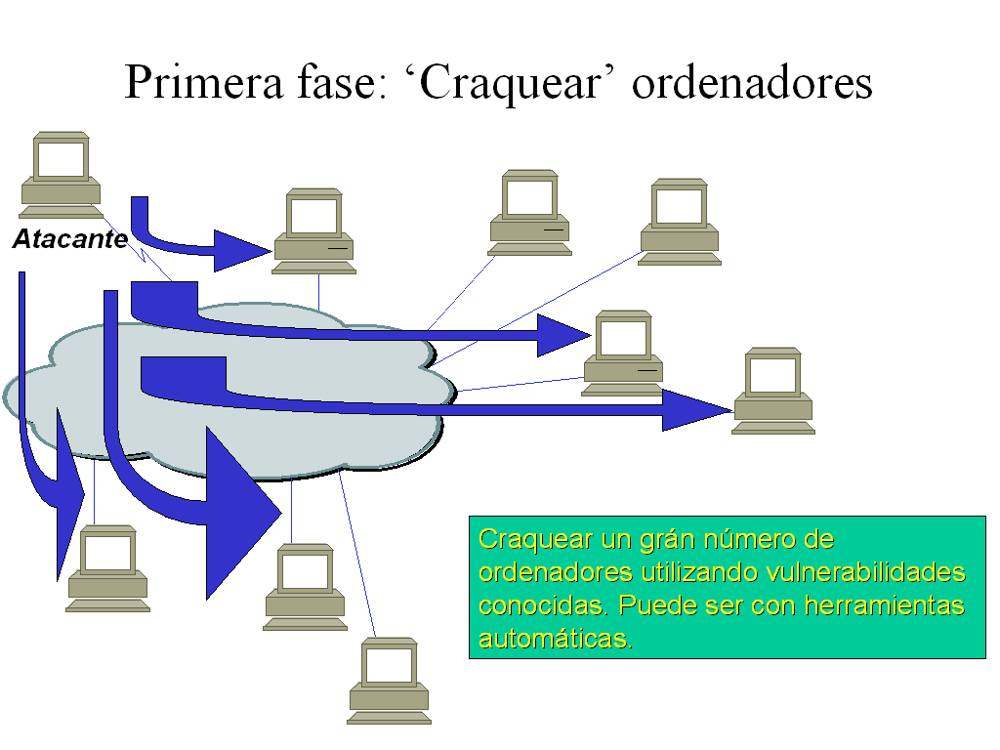 Primera fase: ‘Craquear’ ordenadores
Atacante
Craquear un grán número de
ordenadores utilizando vulnerabilidades
conocidas. Puede ser con herramientas
automáticas.